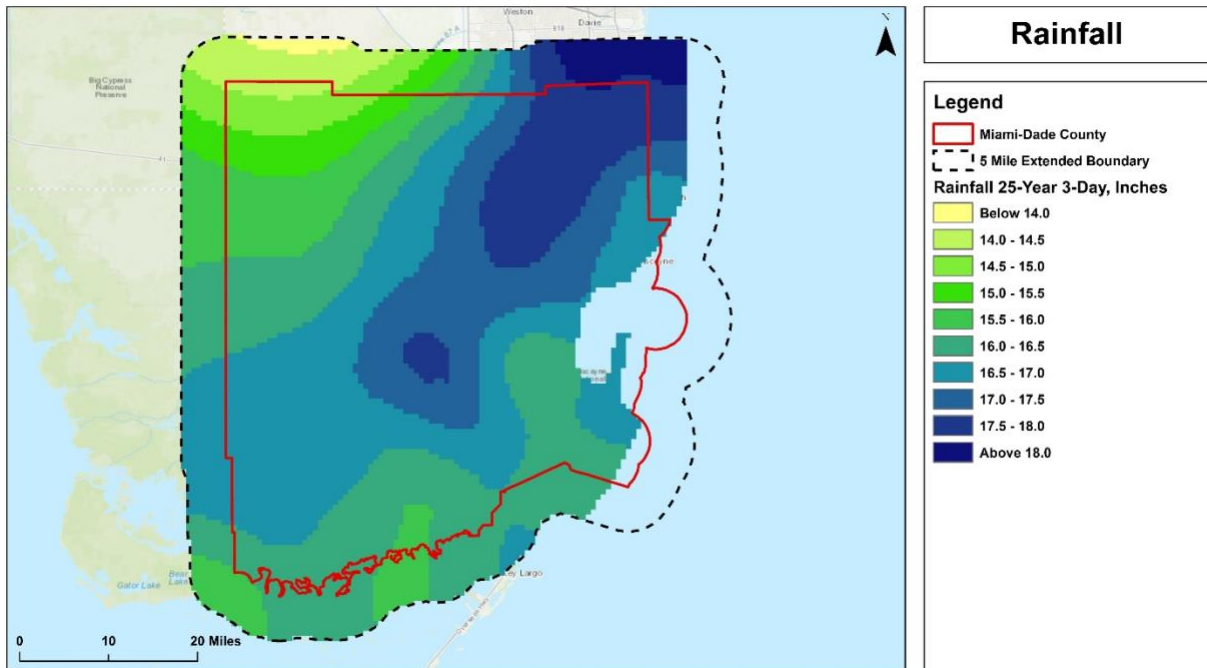 Rainfall
Weston
Davie
N
Big Cypress
National
Preserve
Key Largo
Gator Lake
Bear
Lake
0 10 20 Miles
Legend
Miami-Dade County
5 Mile Extended Boundary
Rainfall 25-Year 3-Day, Inches
Below 14.0
14.0 - 14.5
14.5 - 15.0
15.0 - 15.5
15.5 - 16.0
16.0 - 16.5
16.5 - 17.0
17.0 - 17.5
17.5 - 18.0
Above 18.0